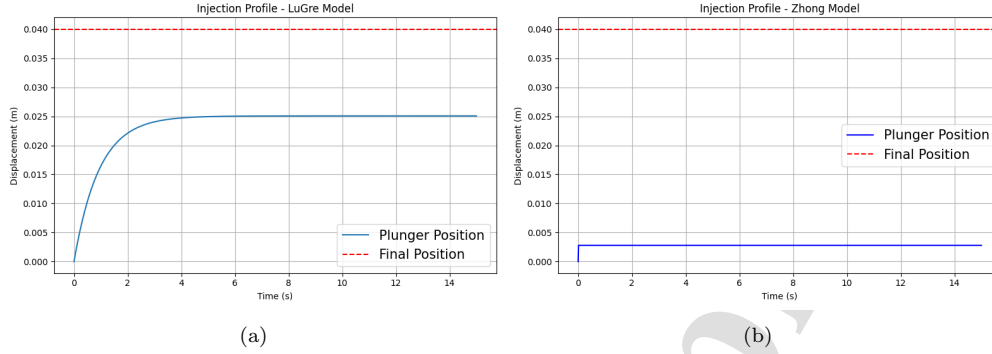 Injection Profile - LuGre Model
0.040
0.035
0.030
0.025
0.020
0.015
0.010
0.005
0.000
Displacement (m)
0
2
4
6
8
10
12
14
Time (s)
Plunger Position
Final Position
(a)
Injection Profile - Zhong Model
0.040
0.035
0.030
0.025
0.020
0.015
0.010
0.005
0.000
Displacement (m)
0
2
4
6
8
10
12
14
Time (s)
Plunger Position
Final Position
(b)